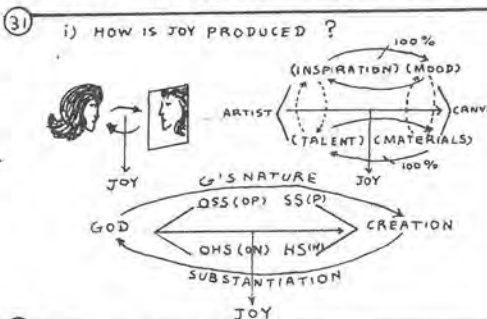 31
i) HOW IS JOY PRODUCED ?
100%
(INSPIRATION) (MOOD)
ARTIST
CANV
(TALENT) (MATERIALS)
100%
JOY
JOY
G'S NATURE
OSS(OP) SS(P)
GOD
CREATION
OHS(ON) HS(N)
SUBSTANTIATION
JOY